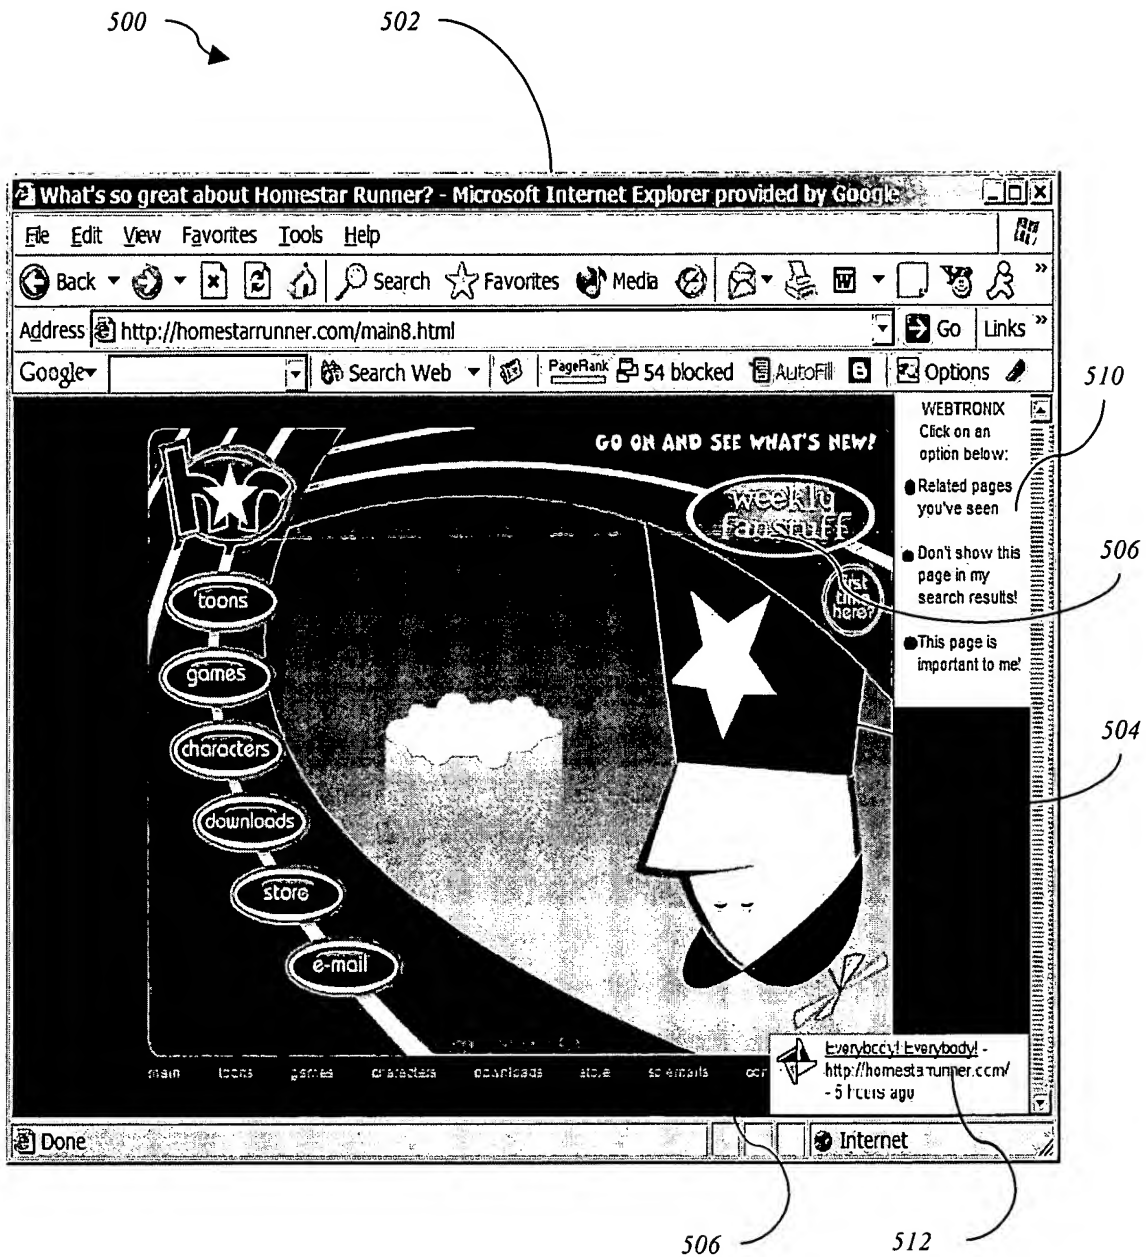 500
502
What's so great about Homestar Runner? - Microsoft Internet Explorer provided by Google
File Edit View Favorites Tools Help
Back Search Favorites Media W »
Address http://homestarrunner.com/main8.html Go Links »
Google Search Web PageRank 54 blocked AutoFill Options
510
WEBTRONIX
Click on an
option below:
Related pages
you've seen
Don't show this
page in my
search results!
This page is
important to me!
506
504
GO ON AND SEE WHAT'S NEW!
weekly
fanstuff
first
time
here?
toons
games
characters
downloads
store
e-mail
main toons games characters downloads store sbemails
Everybody! Everybody! -
http://homestarrunner.com/
- 5 hours ago
Done Internet
506
512